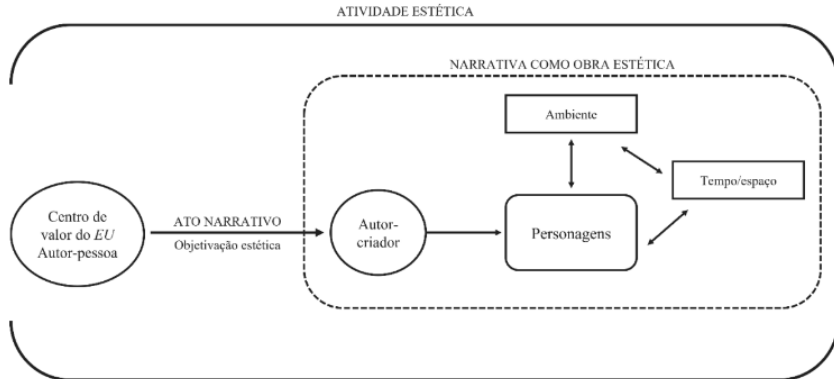 ATIVIDADE ESTÉTICA
NARRATIVA COMO OBRA ESTÉTICA
Ambiente
Tempo/espaço
Centro de
valor do EU
Autor-pessoa
ATO NARRATIVO
Objetivação estética
Autor-
criador
Personagens